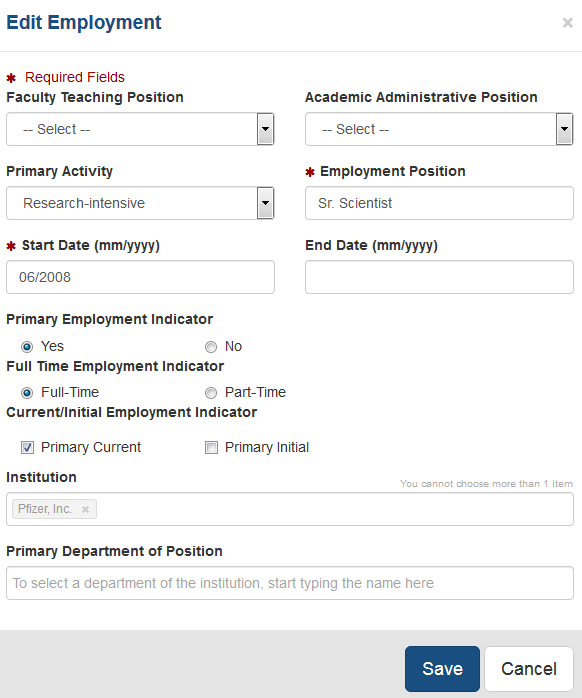 Edit Employment ×
* Required Fields
Faculty Teaching Position Academic Administrative Position
-- Select -- -- Select --
Primary Activity * Employment Position
Research-intensive Sr. Scientist
* Start Date (mm/yyyy) End Date (mm/yyyy)
06/2008
Primary Employment Indicator
Yes No
Full Time Employment Indicator
Full-Time Part-Time
Current/Initial Employment Indicator
Primary Current Primary Initial
Institution You cannot choose more than 1 item
Pfizer, Inc. ×
Primary Department of Position
To select a department of the institution, start typing the name here
Save Cancel